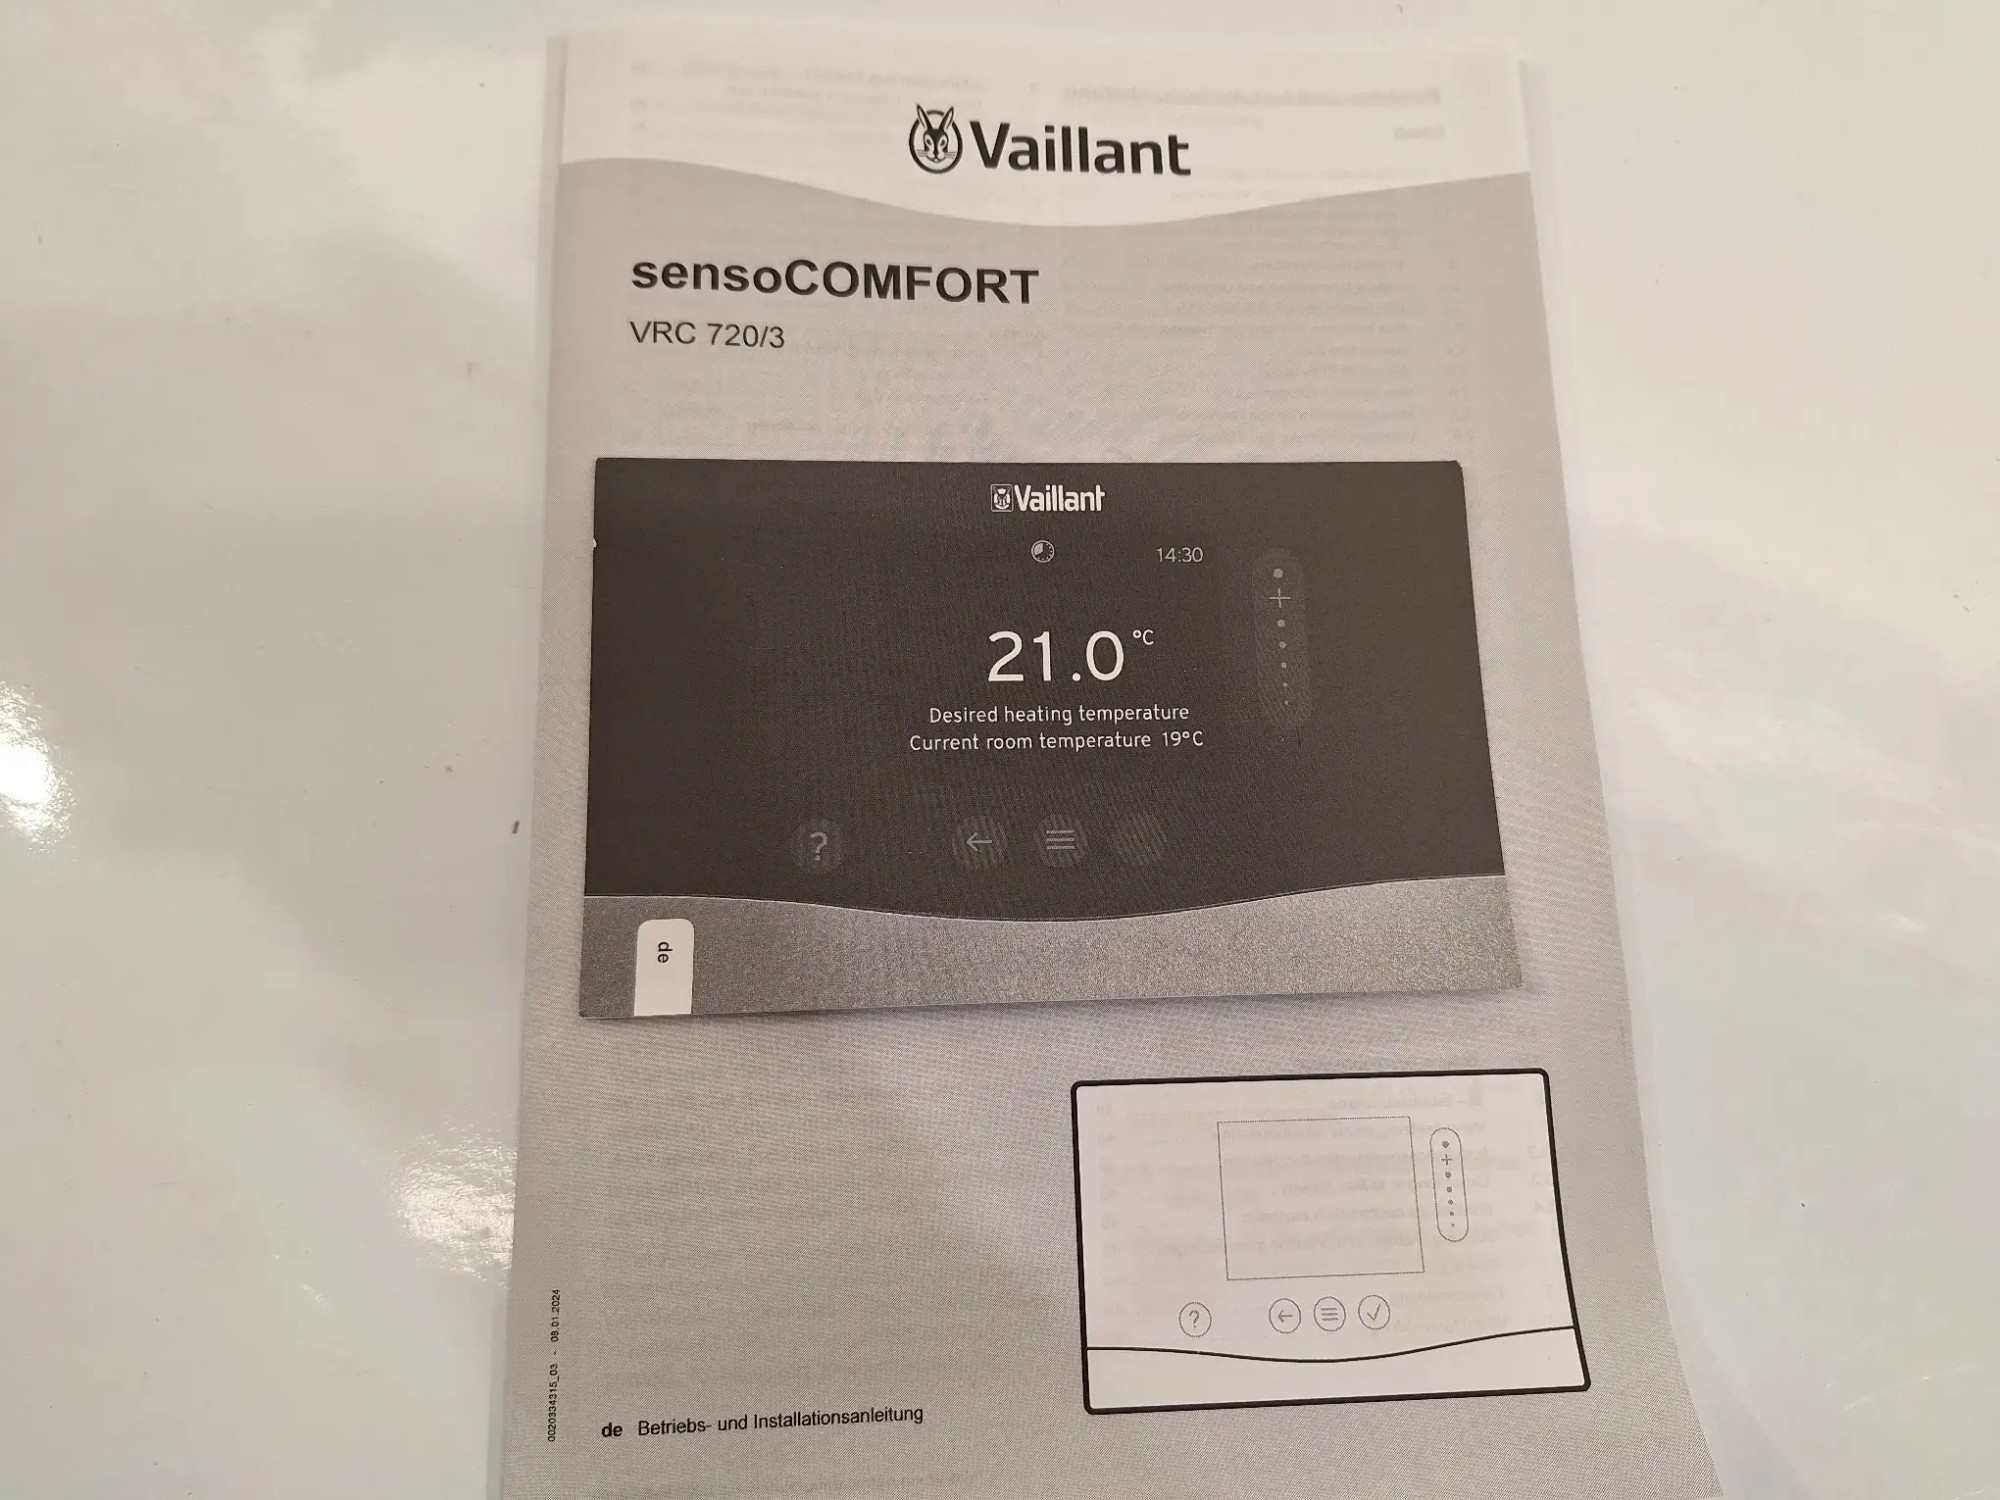 Vaillant
sensoCOMFORT
VRC 720/3
Vaillant
14:30
21.0 °C
Desired heating temperature
Current room temperature 19°C
?
de
?
0020334315_03 - 08.01.2024
de Betriebs- und Installationsanleitung